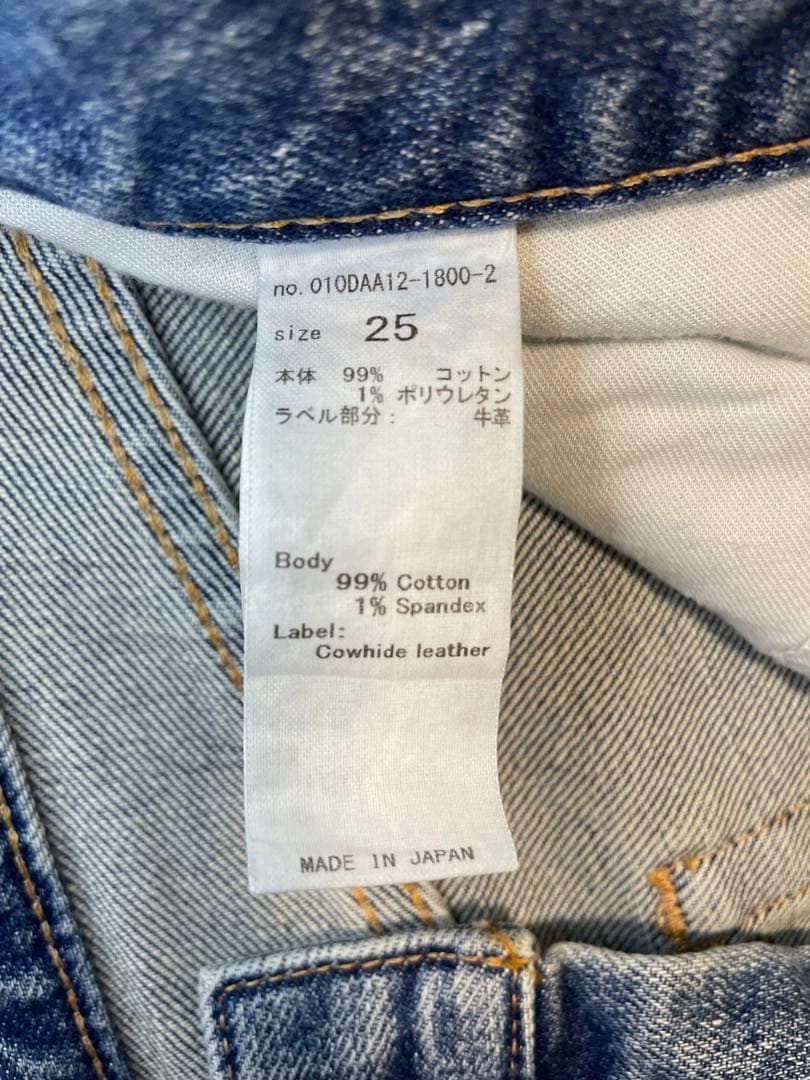 no. 010DAA12-1800-2
size 25
本体 99% コットン
1% ポリウレタン
ラベル部分: 牛革
Body
99% Cotton
1% Spandex
Label:
Cowhide leather
MADE IN JAPAN